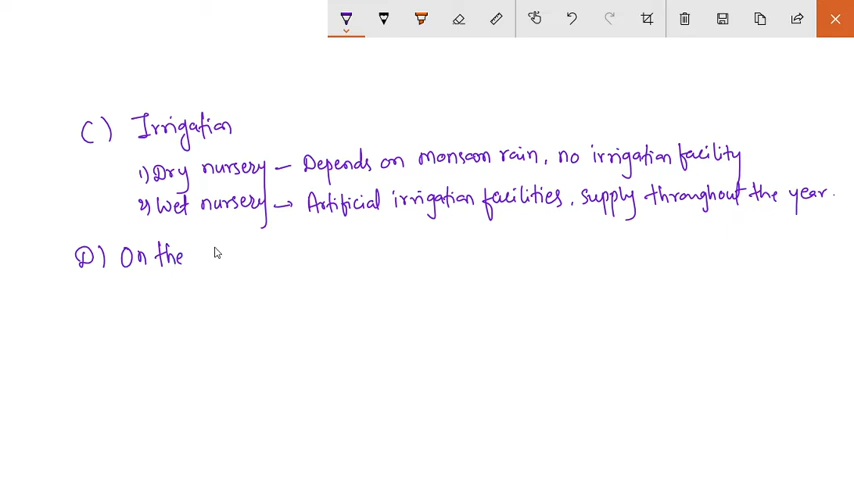 C) Irrigation
1) Dry nursery — Depends on monsoon rain, no irrigation facility
2) Wet nursery → Artificial irrigation facilities, supply throughout the year.
D) On the